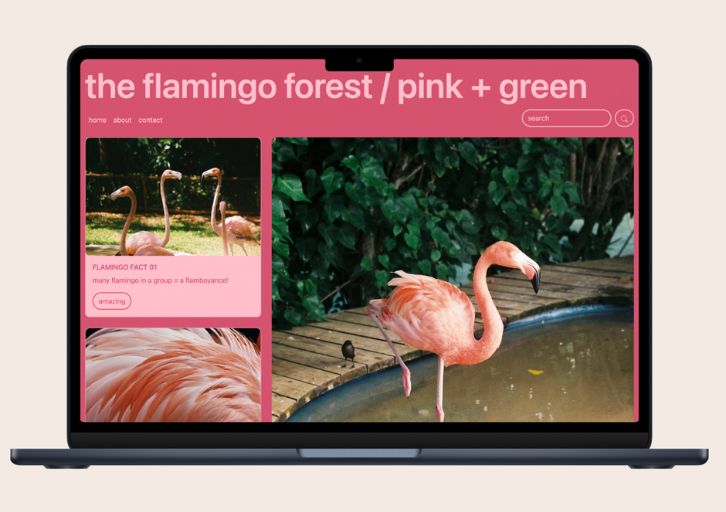 the flamingo forest / pink + green
home about contact
search
FLAMINGO FACT 01
many flamingo in a group = a flamboyance!
amazing